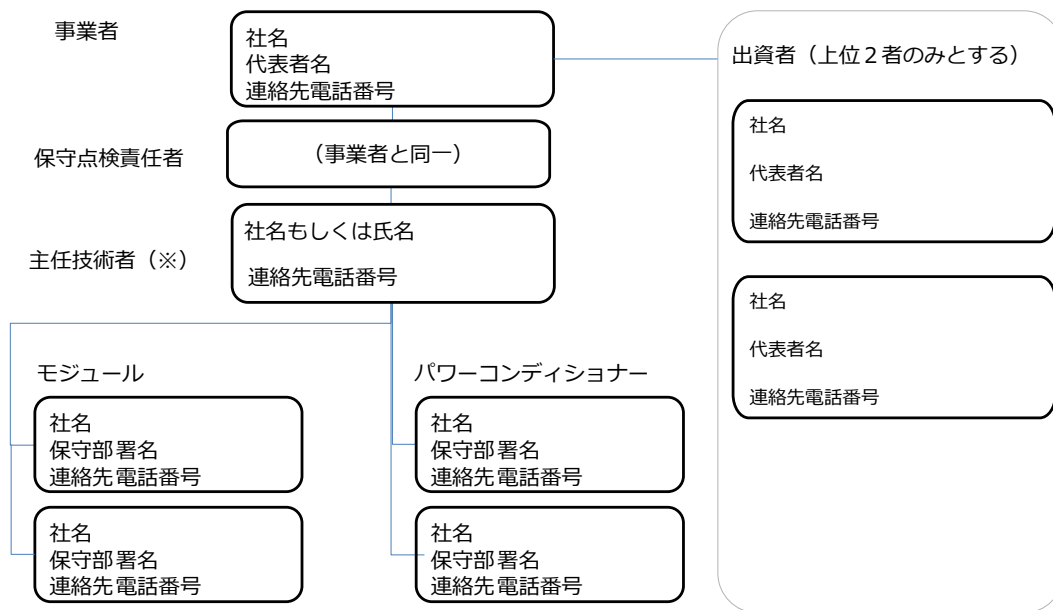 事業者
社名
代表者名
連絡先電話番号
保守点検責任者
（事業者と同一）
主任技術者（※）
社名もしくは氏名
連絡先電話番号
モジュール
社名
保守部署名
連絡先電話番号
社名
保守部署名
連絡先電話番号
パワーコンディショナー
社名
保守部署名
連絡先電話番号
社名
保守部署名
連絡先電話番号
出資者（上位２者のみとする）
社名
代表者名
連絡先電話番号
社名
代表者名
連絡先電話番号